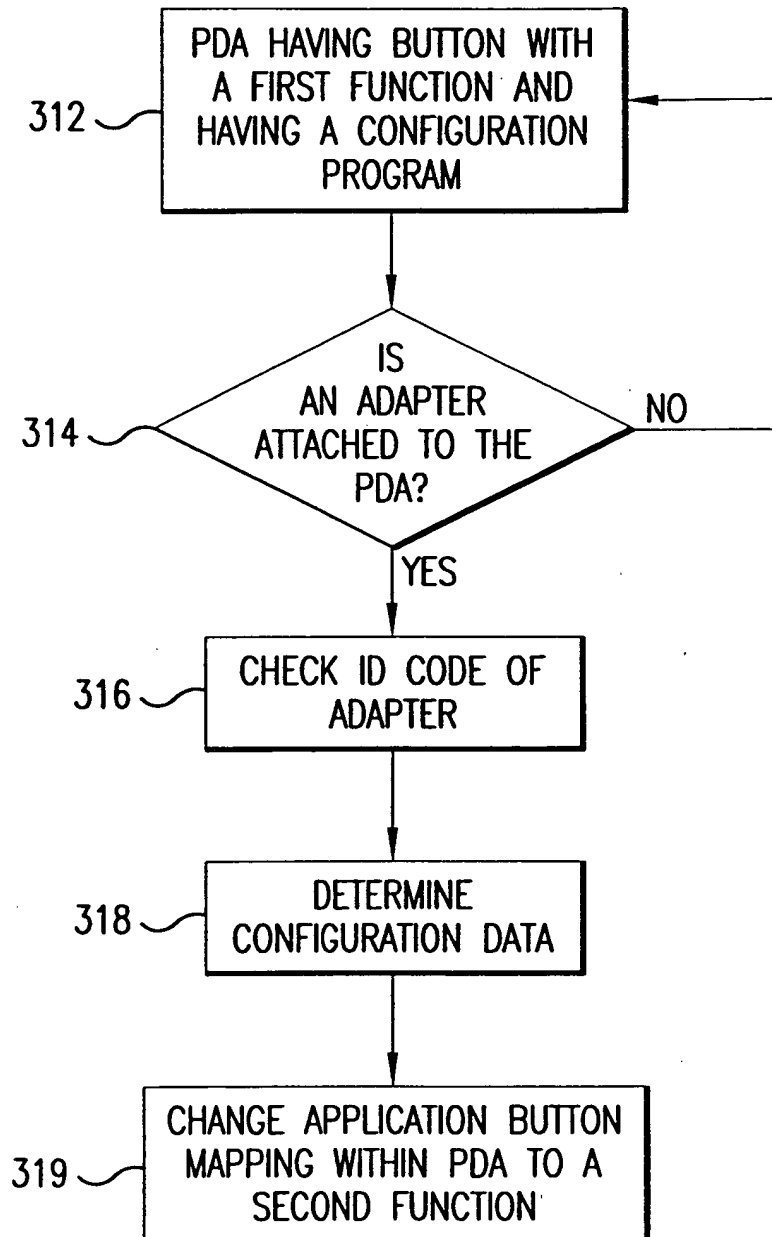 PDA HAVING BUTTON WITH
A FIRST FUNCTION AND
HAVING A CONFIGURATION
PROGRAM
312
IS
AN ADAPTER
ATTACHED TO THE
PDA?
314
NO
YES
CHECK ID CODE OF
ADAPTER
316
DETERMINE
CONFIGURATION DATA
318
CHANGE APPLICATION BUTTON
MAPPING WITHIN PDA TO A
SECOND FUNCTION
319